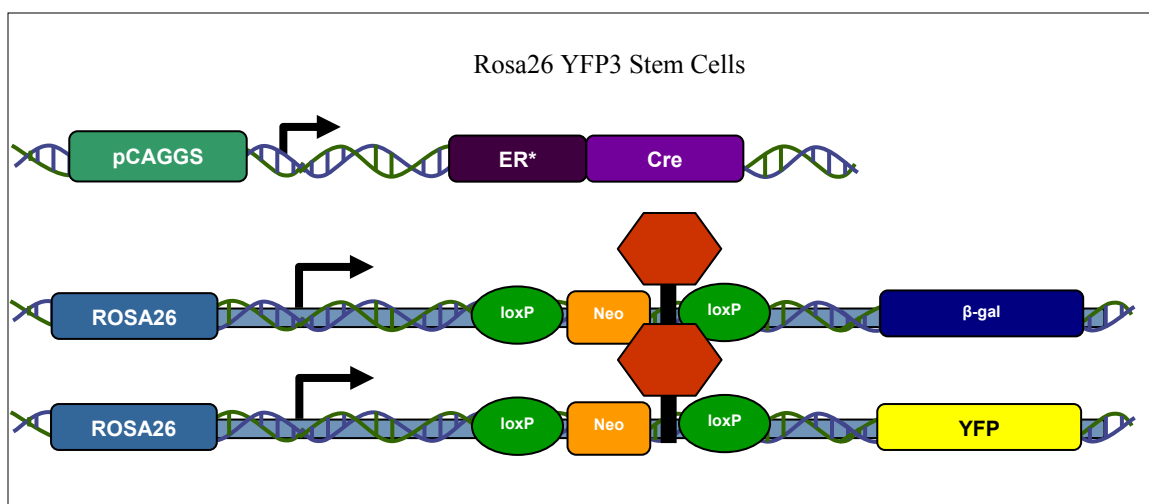 Rosa26 YFP3 Stem Cells
pCAGGS ER* Cre
ROSA26 loxP Neo loxP β-gal
ROSA26 loxP Neo loxP YFP